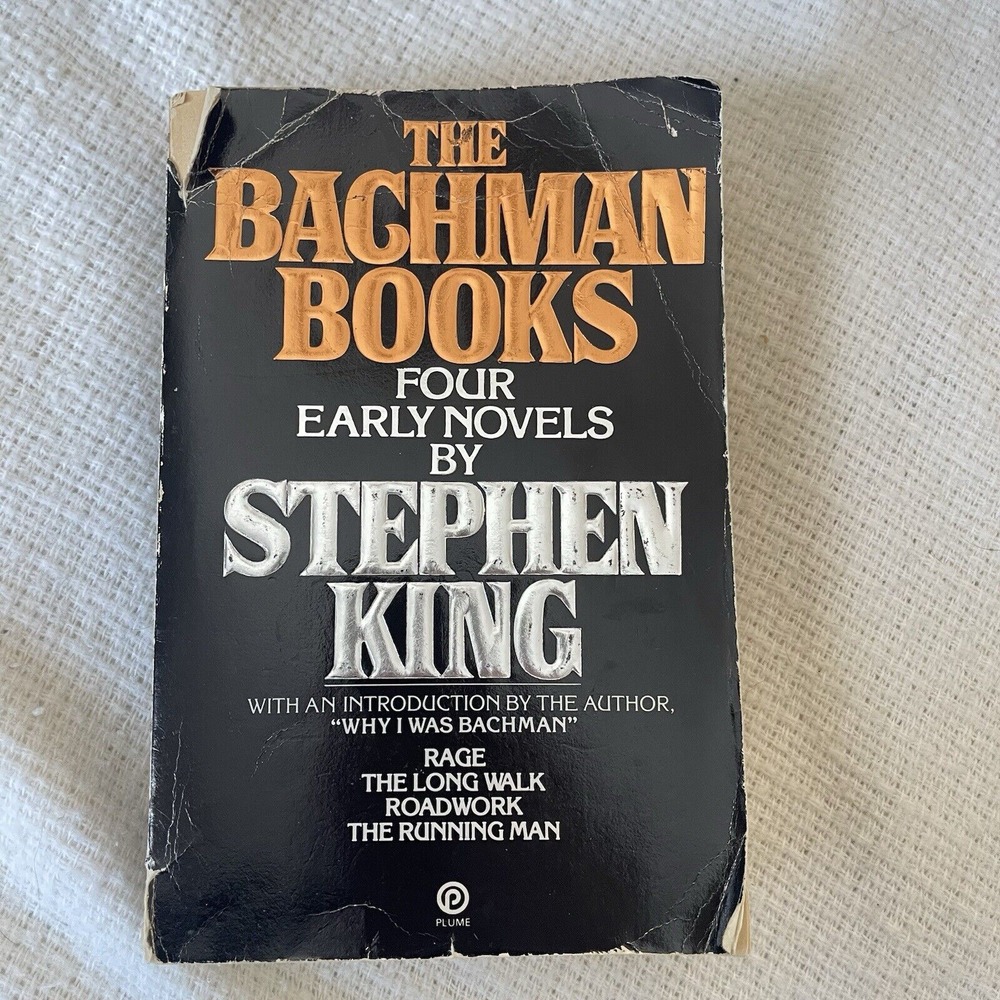 THE
BACHMAN
BOOKS
FOUR
EARLY NOVELS
BY
STEPHEN
KING
WITH AN INTRODUCTION BY THE AUTHOR,
“WHY I WAS BACHMAN”
RAGE
THE LONG WALK
ROADWORK
THE RUNNING MAN
P
PLUME